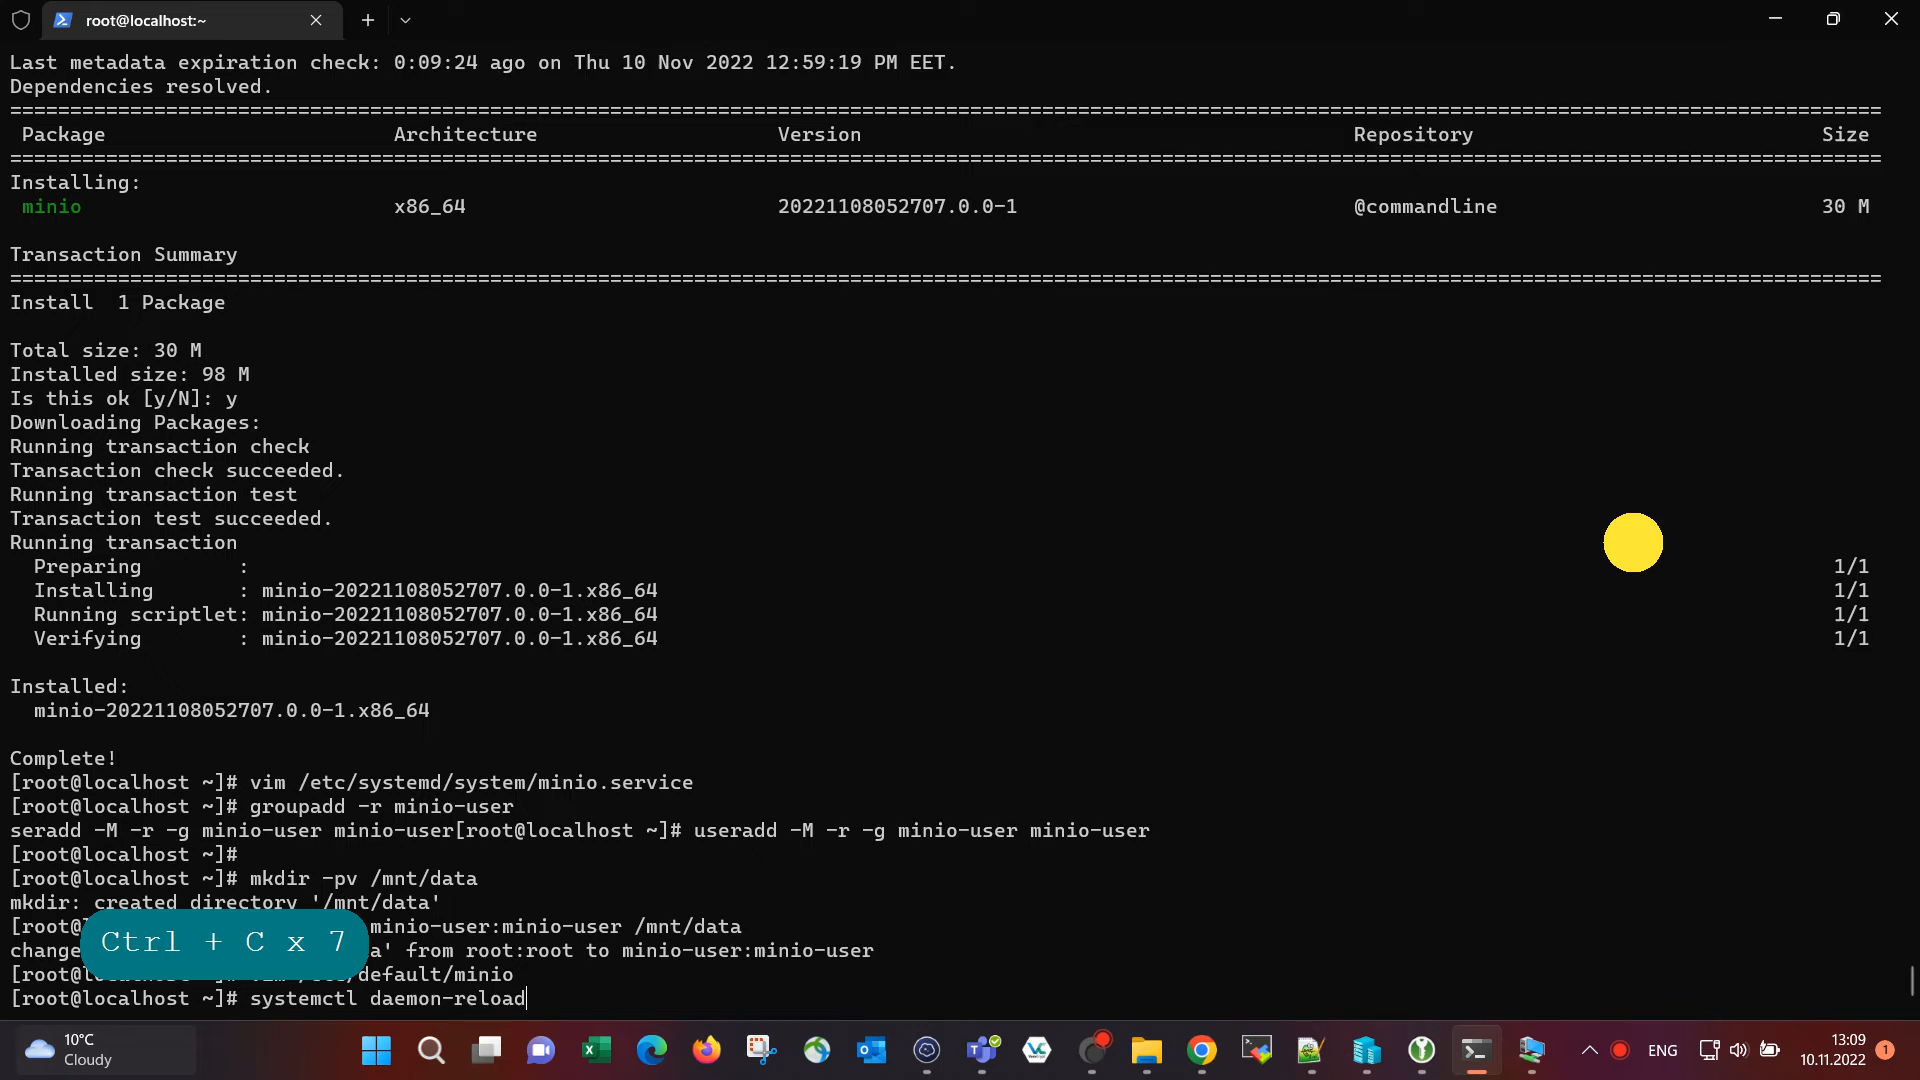 root@localhost:~
Last metadata expiration check: 0:09:24 ago on Thu 10 Nov 2022 12:59:19 PM EET.
Dependencies resolved.
============================================================================================================================================================
Package Architecture Version Repository Size
============================================================================================================================================================
Installing:
minio x86_64 20221108052707.0.0-1 @commandline 30 M
Transaction Summary
============================================================================================================================================================
Install  1 Package
Total size: 30 M
Installed size: 98 M
Is this ok [y/N]: y
Downloading Packages:
Running transaction check
Transaction check succeeded.
Running transaction test
Transaction test succeeded.
Running transaction
Preparing : 1/1
Installing : minio-20221108052707.0.0-1.x86_64 1/1
Running scriptlet: minio-20221108052707.0.0-1.x86_64 1/1
Verifying : minio-20221108052707.0.0-1.x86_64 1/1
Installed:
minio-20221108052707.0.0-1.x86_64
Complete!
[root@localhost ~]# vim /etc/systemd/system/minio.service
[root@localhost ~]# groupadd -r minio-user
seradd -M -r -g minio-user minio-user[root@localhost ~]# useradd -M -r -g minio-user minio-user
[root@localhost ~]#
[root@localhost ~]# mkdir -pv /mnt/data
mkdir: created directory '/mnt/data'
[root minio-user:minio-user /mnt/data
change a' from root:root to minio-user:minio-user
[root@l default/minio
[root@localhost ~]# systemctl daemon-reload
Ctrl + C x 7
10°C
Cloudy
ENG
13:09
10.11.2022
1